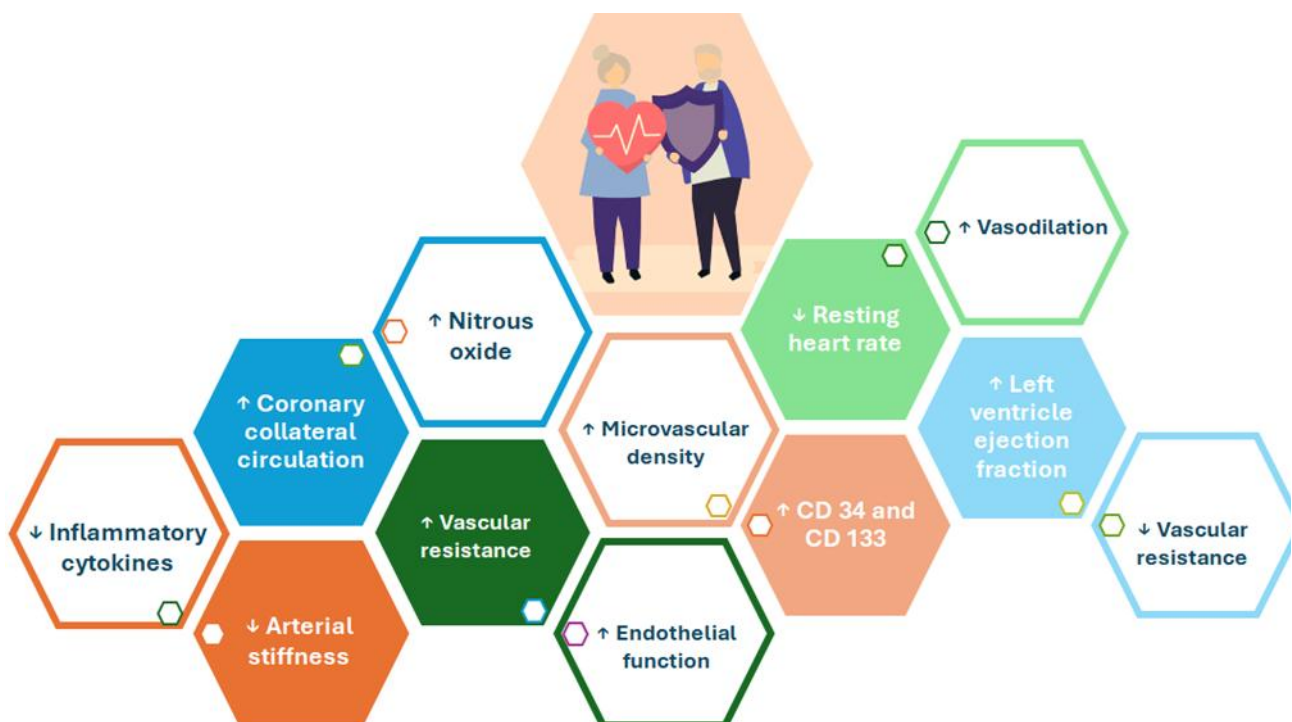 ↑ Vasodilation
↑ Nitrous
oxide
↓ Resting
heart rate
↑ Coronary
collateral
circulation
↑ Microvascular
density
↑ Left
ventricle
ejection
fraction
↓ Inflammatory
cytokines
↑ Vascular
resistance
↑ CD 34 and
CD 133
↓ Vascular
resistance
↓ Arterial
stiffness
↑ Endothelial
function